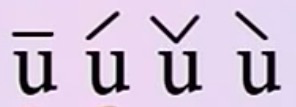 ū ú ǔ ù